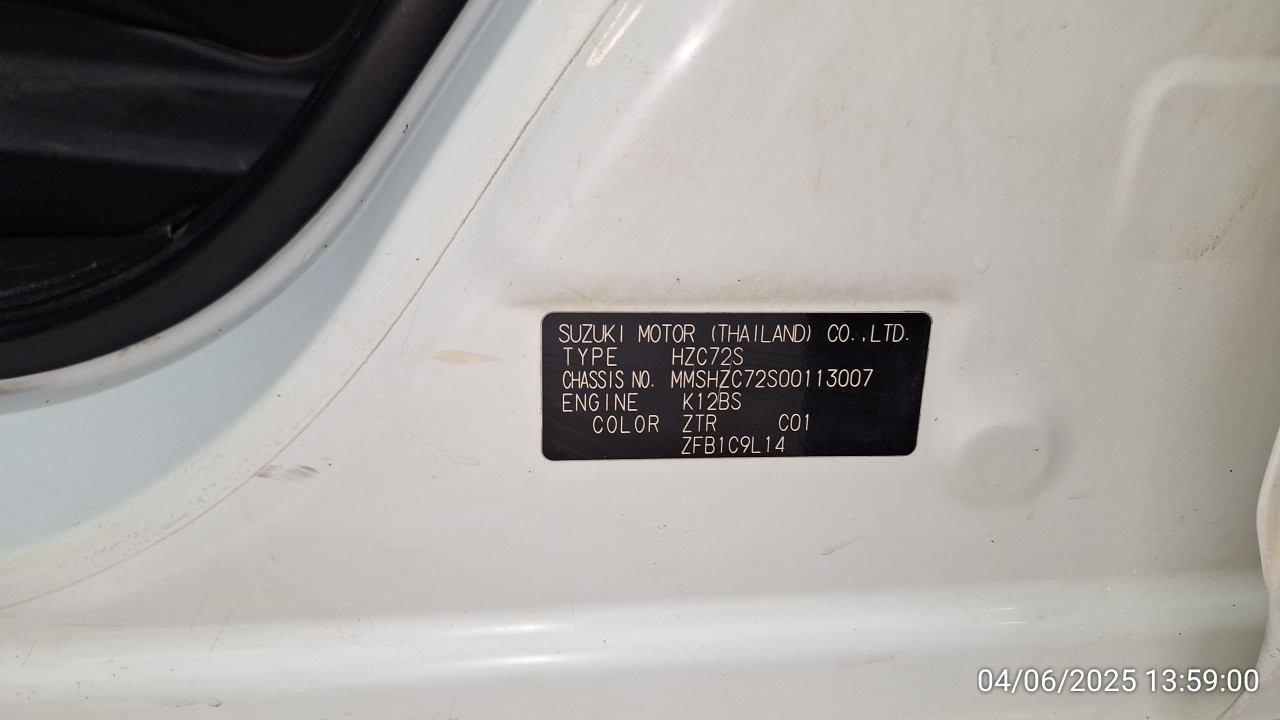 SUZUKI MOTOR (THAILAND) CO.,LTD.
TYPE HZC72S
CHASSIS NO. MMSHZC72S00113007
ENGINE K12BS
COLOR ZTR C01
ZFB1C9L14
04/06/2025 13:59:00